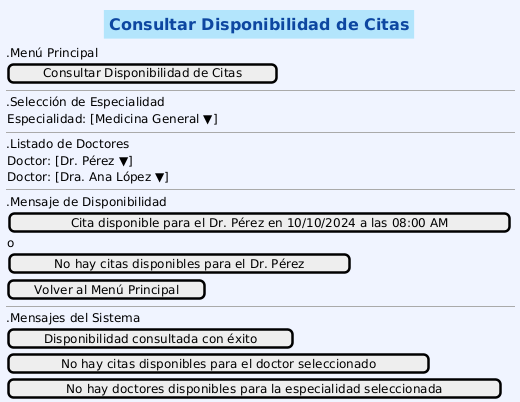 Consultar Disponibilidad de Citas
.Menú Principal
Consultar Disponibilidad de Citas
.Selección de Especialidad
Especialidad: [Medicina General ▼]
.Listado de Doctores
Doctor: [Dr. Pérez ▼]
Doctor: [Dra. Ana López ▼]
.Mensaje de Disponibilidad
Cita disponible para el Dr. Pérez en 10/10/2024 a las 08:00 AM
o
No hay citas disponibles para el Dr. Pérez
Volver al Menú Principal
.Mensajes del Sistema
Disponibilidad consultada con éxito
No hay citas disponibles para el doctor seleccionado
No hay doctores disponibles para la especialidad seleccionada